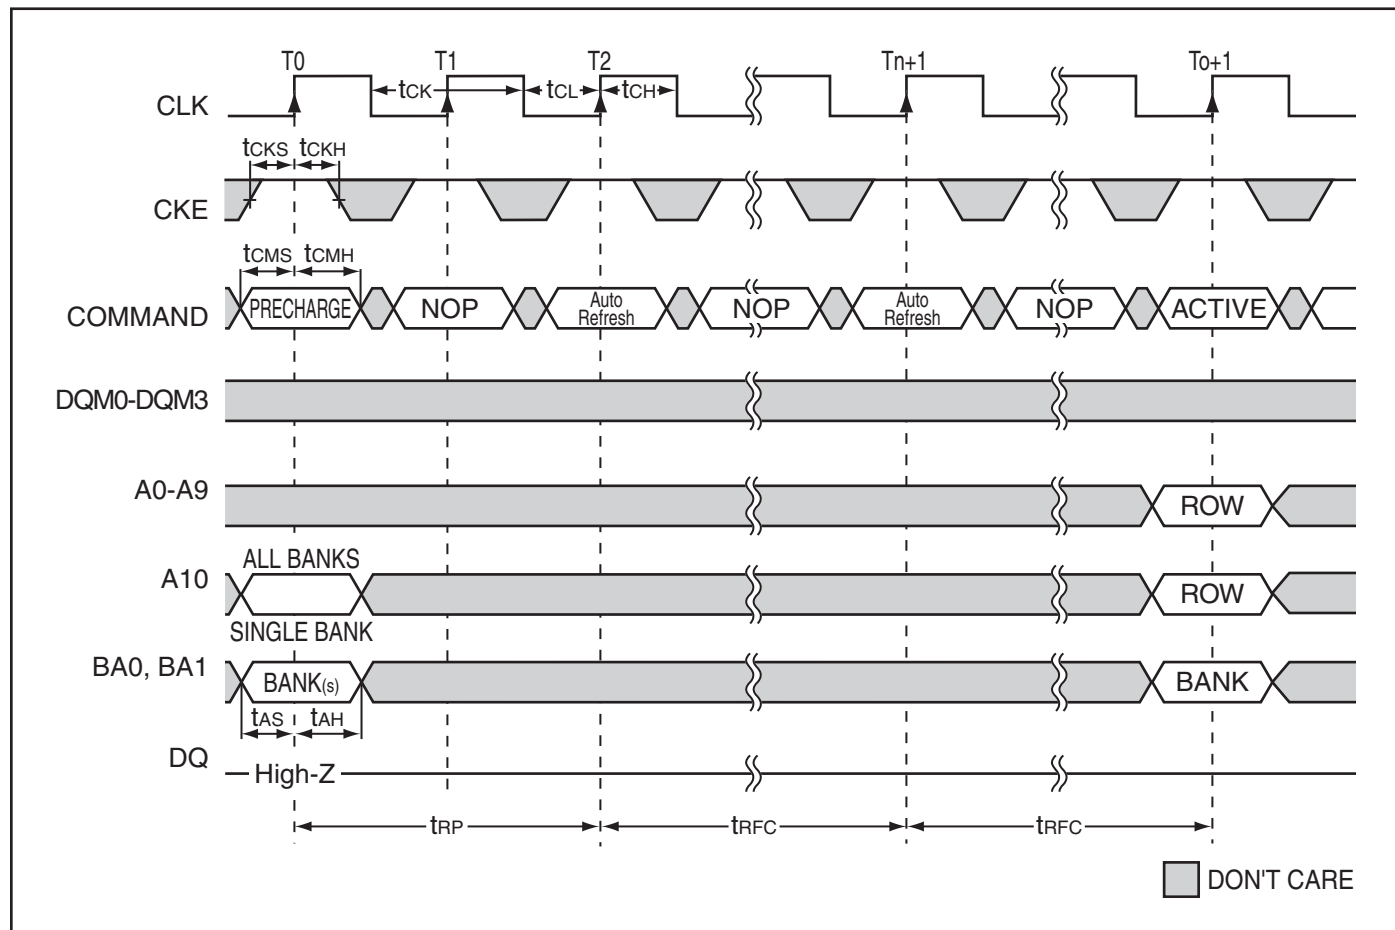 T0 T1 T2 Tn+1 To+1
CLK tCK tCL tCH
tCKS tCKH
CKE
tCMS tCMH
COMMAND PRECHARGE NOP Auto Refresh NOP Auto Refresh NOP ACTIVE
DQM0-DQM3
A0-A9 ROW
ALL BANKS
A10 ROW
SINGLE BANK
BA0, BA1 BANK(s) BANK
tAS tAH
DQ High-Z
tRP tRFC tRFC
DON'T CARE